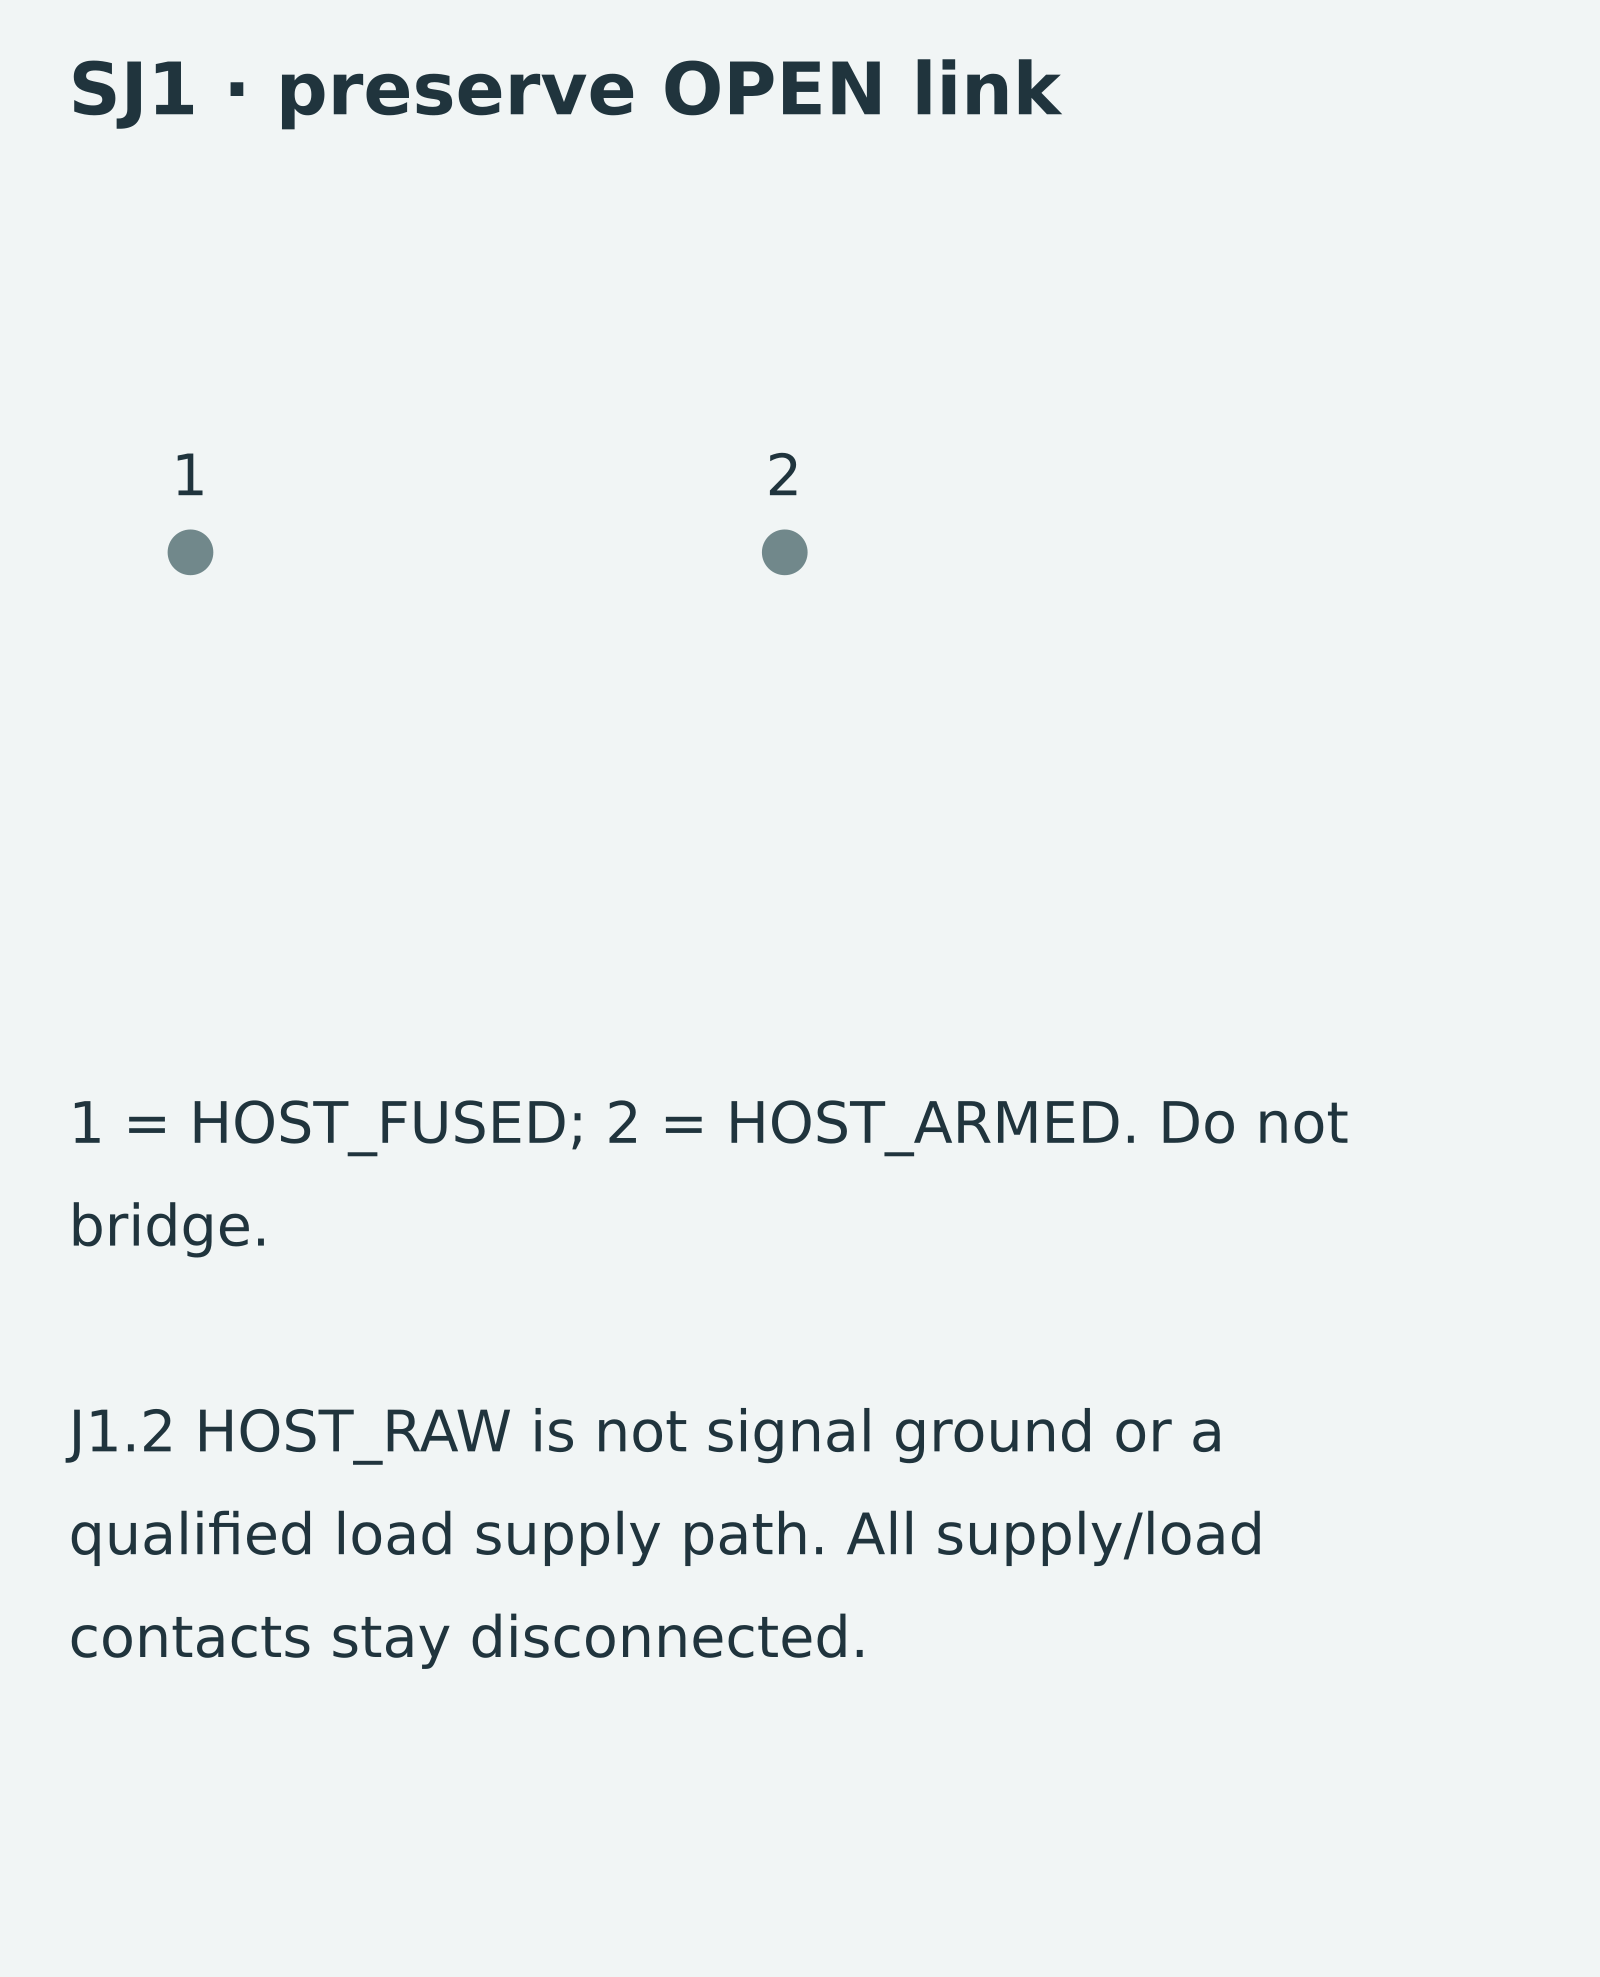 SJ1 · preserve OPEN link
1 2
1 = HOST_FUSED; 2 = HOST_ARMED. Do not
bridge.
J1.2 HOST_RAW is not signal ground or a
qualified load supply path. All supply/load
contacts stay disconnected.